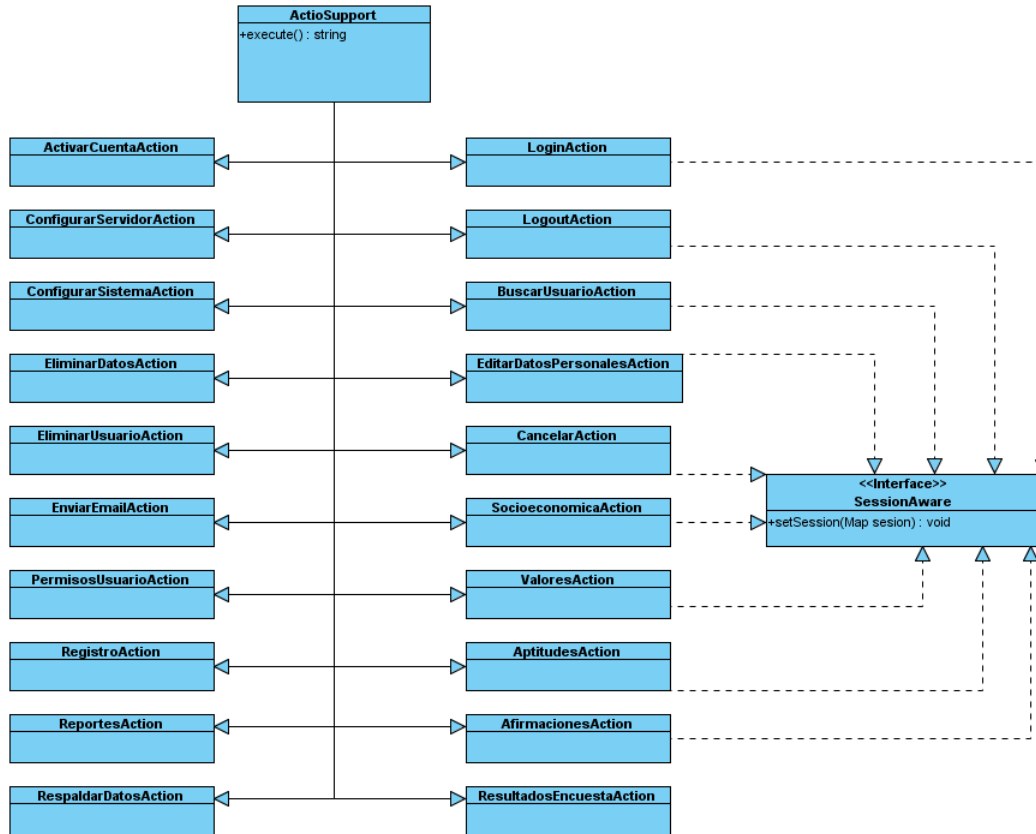 ActioSupport
+execute() : string
ActivarCuentaAction
LoginAction
ConfigurarServidorAction
LogoutAction
ConfigurarSistemaAction
BuscarUsuarioAction
EliminarDatosAction
EditarDatosPersonalesAction
EliminarUsuarioAction
CancelarAction
<<Interface>>
SessionAware
+setSession(Map sesion) : void
EnviarEmailAction
SocioeconomicaAction
PermisosUsuarioAction
ValoresAction
RegistroAction
AptitudesAction
ReportesAction
AfirmacionesAction
RespaldarDatosAction
ResultadosEncuestaAction